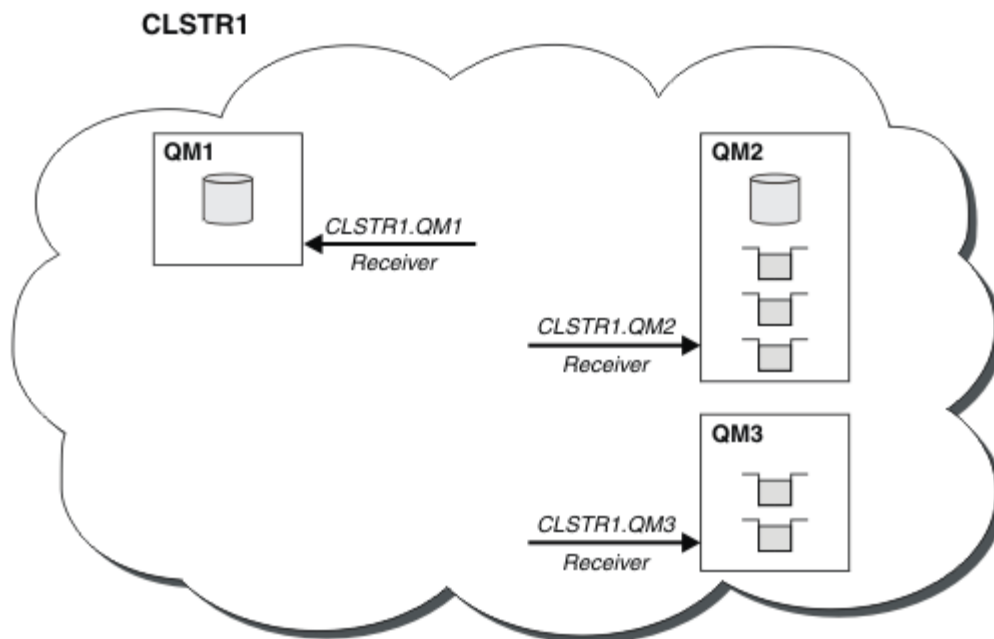 CLSTR1
QM1
CLSTR1.QM1
Receiver
QM2
CLSTR1.QM2
Receiver
QM3
CLSTR1.QM3
Receiver